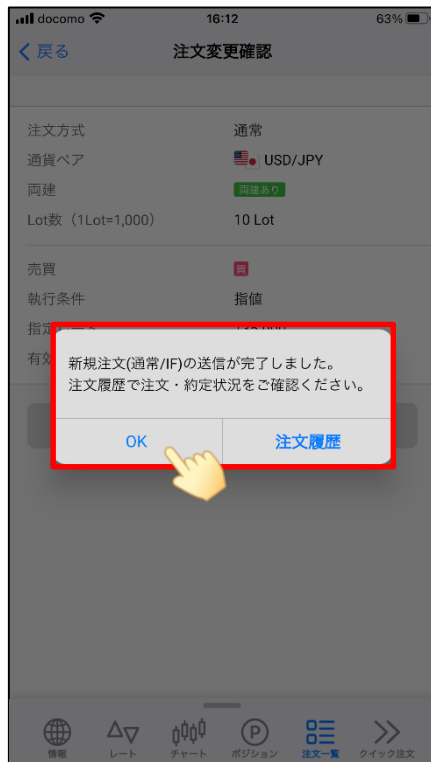 docomo 16:12 63%
戻る 注文変更確認
注文方式 通常
通貨ペア USD/JPY
両建 両建あり
Lot数（1Lot=1,000） 10 Lot
売買 買
執行条件 指値
指定
有効
新規注文(通常/IF)の送信が完了しました。
注文履歴で注文・約定状況をご確認ください。
OK 注文履歴
情報 レート チャート ポジション 注文一覧 クイック注文